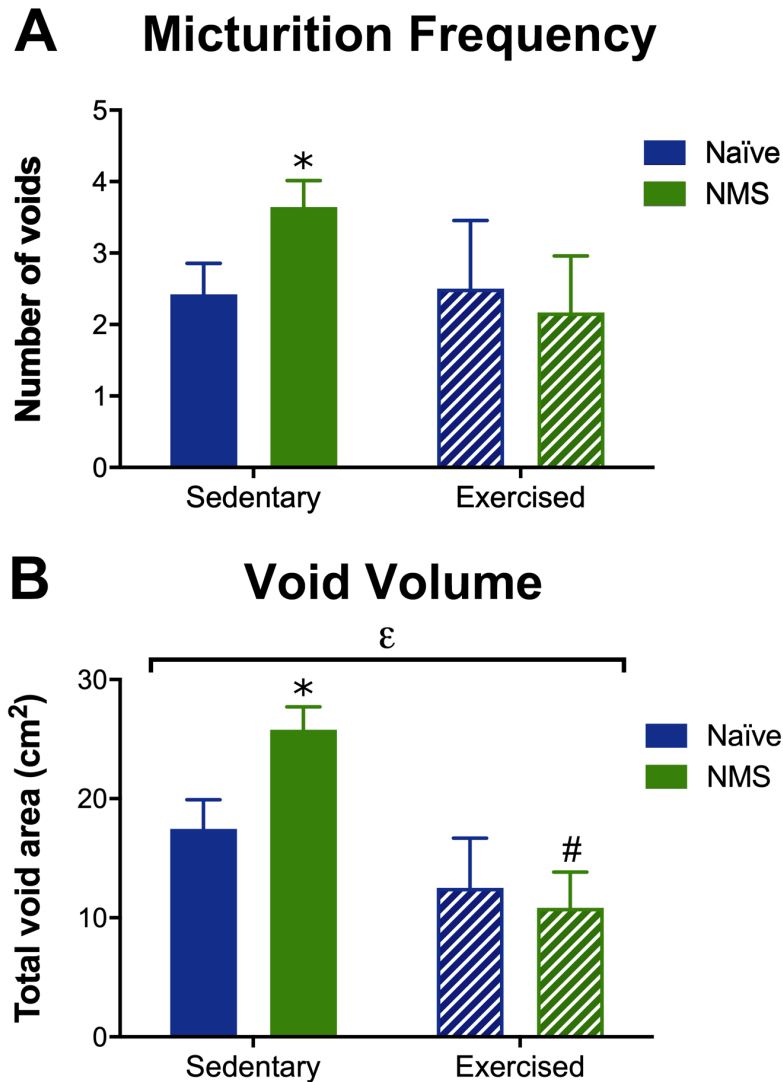 A Micturition Frequency
Number of voids
5
4
3
2
1
0
*
Sedentary
Exercised
Naïve
NMS
B Void Volume
ε
Total void area (cm²)
30
20
10
0
*
#
Sedentary
Exercised
Naïve
NMS